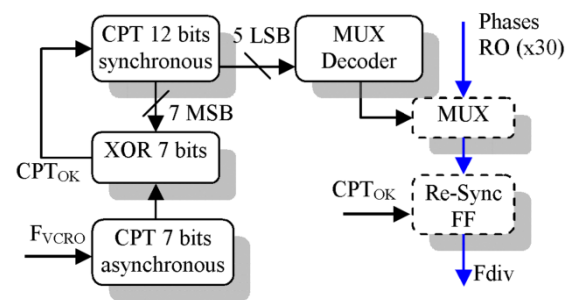 CPT 12 bits
synchronous
5 LSB
MUX
Decoder
Phases
RO (x30)
7 MSB
MUX
XOR 7 bits
CPTOK
CPTOK
Re-Sync
FF
FVCRO
CPT 7 bits
asynchronous
Fdiv